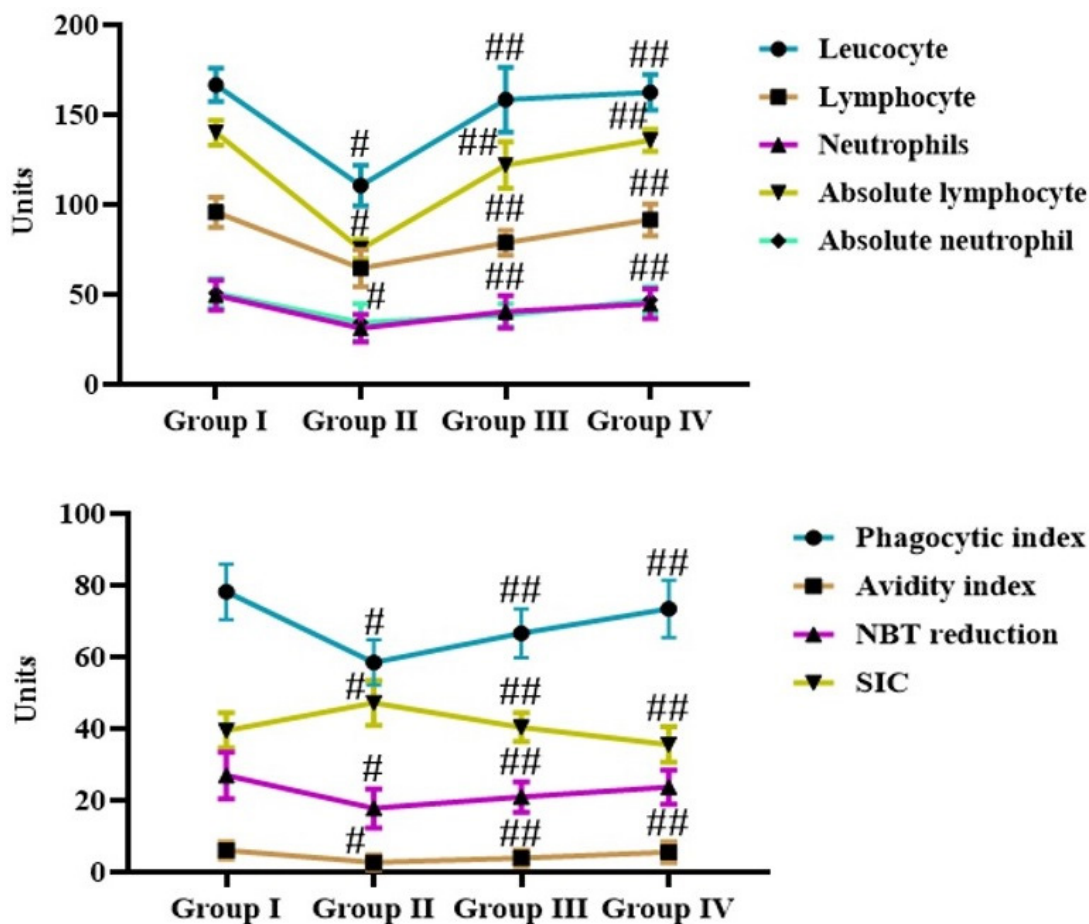 200
150
100
50
0
Units
# ## ##
## ##
# ## ##
# ## ##
Group I Group II Group III Group IV
Leucocyte
Lymphocyte
Neutrophils
Absolute lymphocyte
Absolute neutrophil
100
80
60
40
20
0
Units
# ## ##
# ## ##
# ## ##
# ## ##
Group I Group II Group III Group IV
Phagocytic index
Avidity index
NBT reduction
SIC